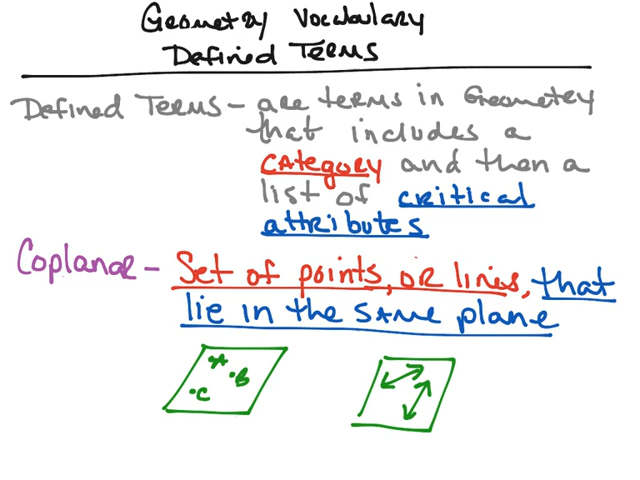 Geometry Vocabulary
Defined Terms
Defined Terms - are terms in Geometry
that includes a
category and then a
list of critical
attributes
Coplanar - Set of points, or lines, that
lie in the same plane
A
B
C